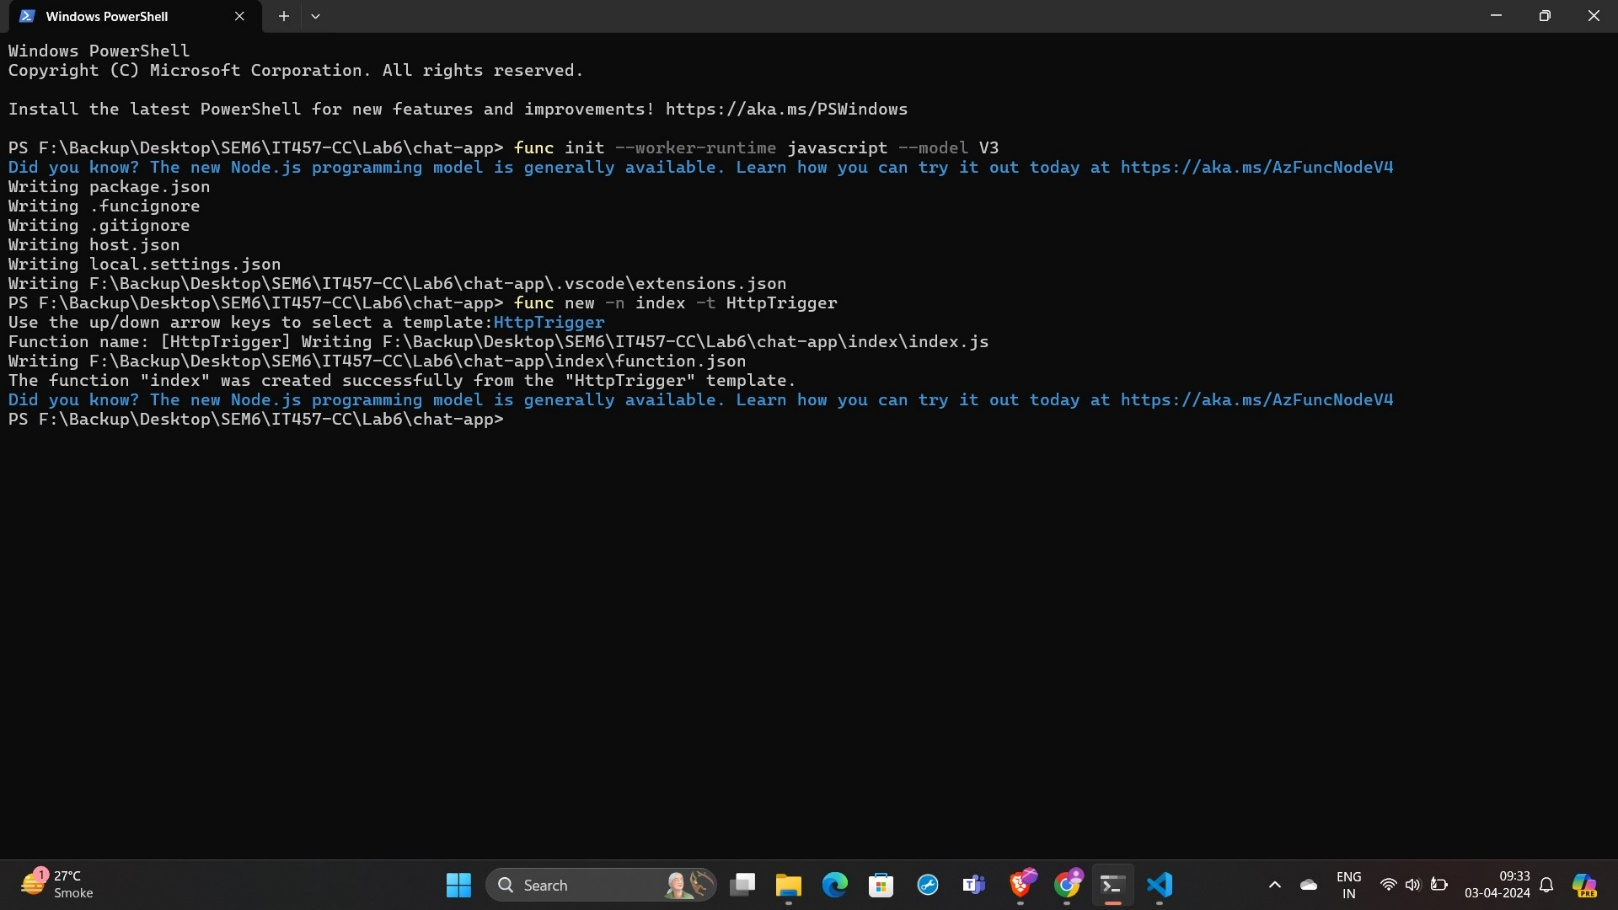 Windows PowerShell
Windows PowerShell
Copyright (C) Microsoft Corporation. All rights reserved.
Install the latest PowerShell for new features and improvements! https://aka.ms/PSWindows
PS F:\Backup\Desktop\SEM6\IT457-CC\Lab6\chat-app> func init --worker-runtime javascript --model V3
Did you know? The new Node.js programming model is generally available. Learn how you can try it out today at https://aka.ms/AzFuncNodeV4
Writing package.json
Writing .funcignore
Writing .gitignore
Writing host.json
Writing local.settings.json
Writing F:\Backup\Desktop\SEM6\IT457-CC\Lab6\chat-app\.vscode\extensions.json
PS F:\Backup\Desktop\SEM6\IT457-CC\Lab6\chat-app> func new -n index -t HttpTrigger
Use the up/down arrow keys to select a template:HttpTrigger
Function name: [HttpTrigger] Writing F:\Backup\Desktop\SEM6\IT457-CC\Lab6\chat-app\index\index.js
Writing F:\Backup\Desktop\SEM6\IT457-CC\Lab6\chat-app\index\function.json
The function "index" was created successfully from the "HttpTrigger" template.
Did you know? The new Node.js programming model is generally available. Learn how you can try it out today at https://aka.ms/AzFuncNodeV4
PS F:\Backup\Desktop\SEM6\IT457-CC\Lab6\chat-app>
1
27°C
Smoke
Search
ENG
IN
09:33
03-04-2024
PRE